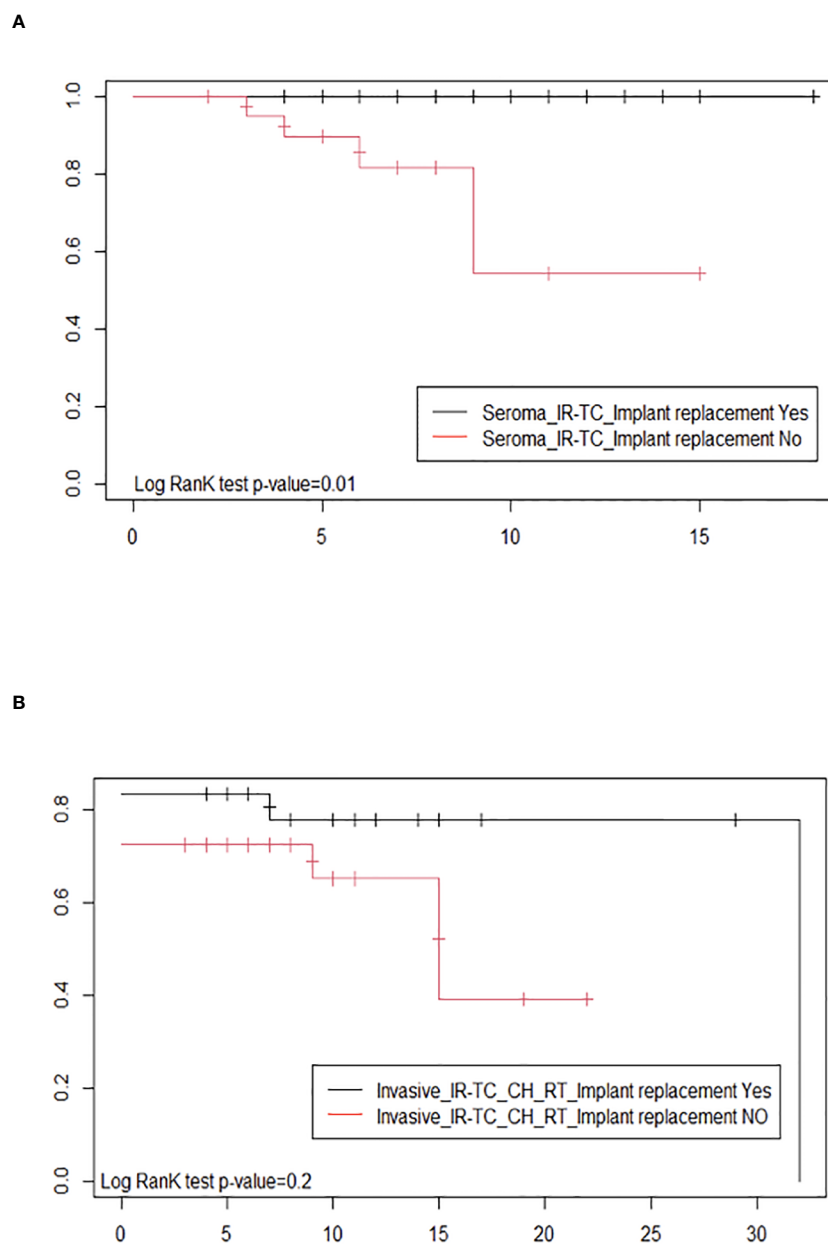 A
1.0
0.8
0.6
0.4
0.2
0.0
Seroma_IR-TC_Implant replacement Yes
Seroma_IR-TC_Implant replacement No
Log RanK test p-value=0.01
0 5 10 15
B
0.8
0.6
0.4
0.2
0.0
Invasive_IR-TC_CH_RT_Implant replacement Yes
Invasive_IR-TC_CH_RT_Implant replacement NO
Log RanK test p-value=0.2
0 5 10 15 20 25 30